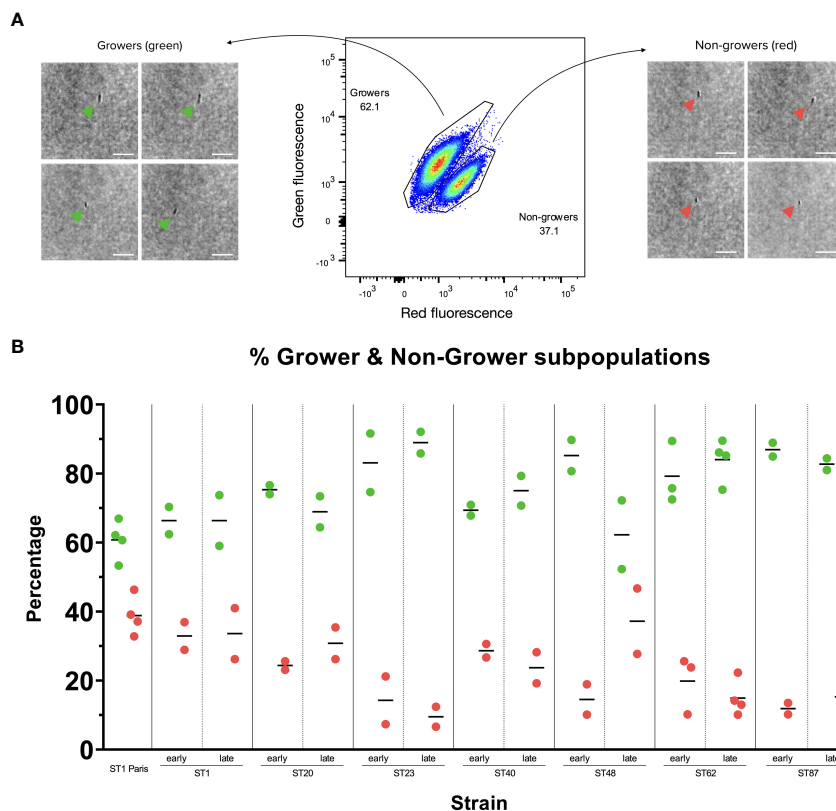 A
Growers (green)
Non-growers (red)
Growers
62.1
Non-growers
37.1
Green fluorescence
10^5
10^4
10^3
0
-10^3
-10^3
0
10^3
10^4
10^5
Red fluorescence
B
% Grower & Non-Grower subpopulations
Percentage
100
80
60
40
20
0
ST1 Paris
early late early late early late early late early late early late early late
ST1 ST20 ST23 ST40 ST48 ST62 ST87
Strain